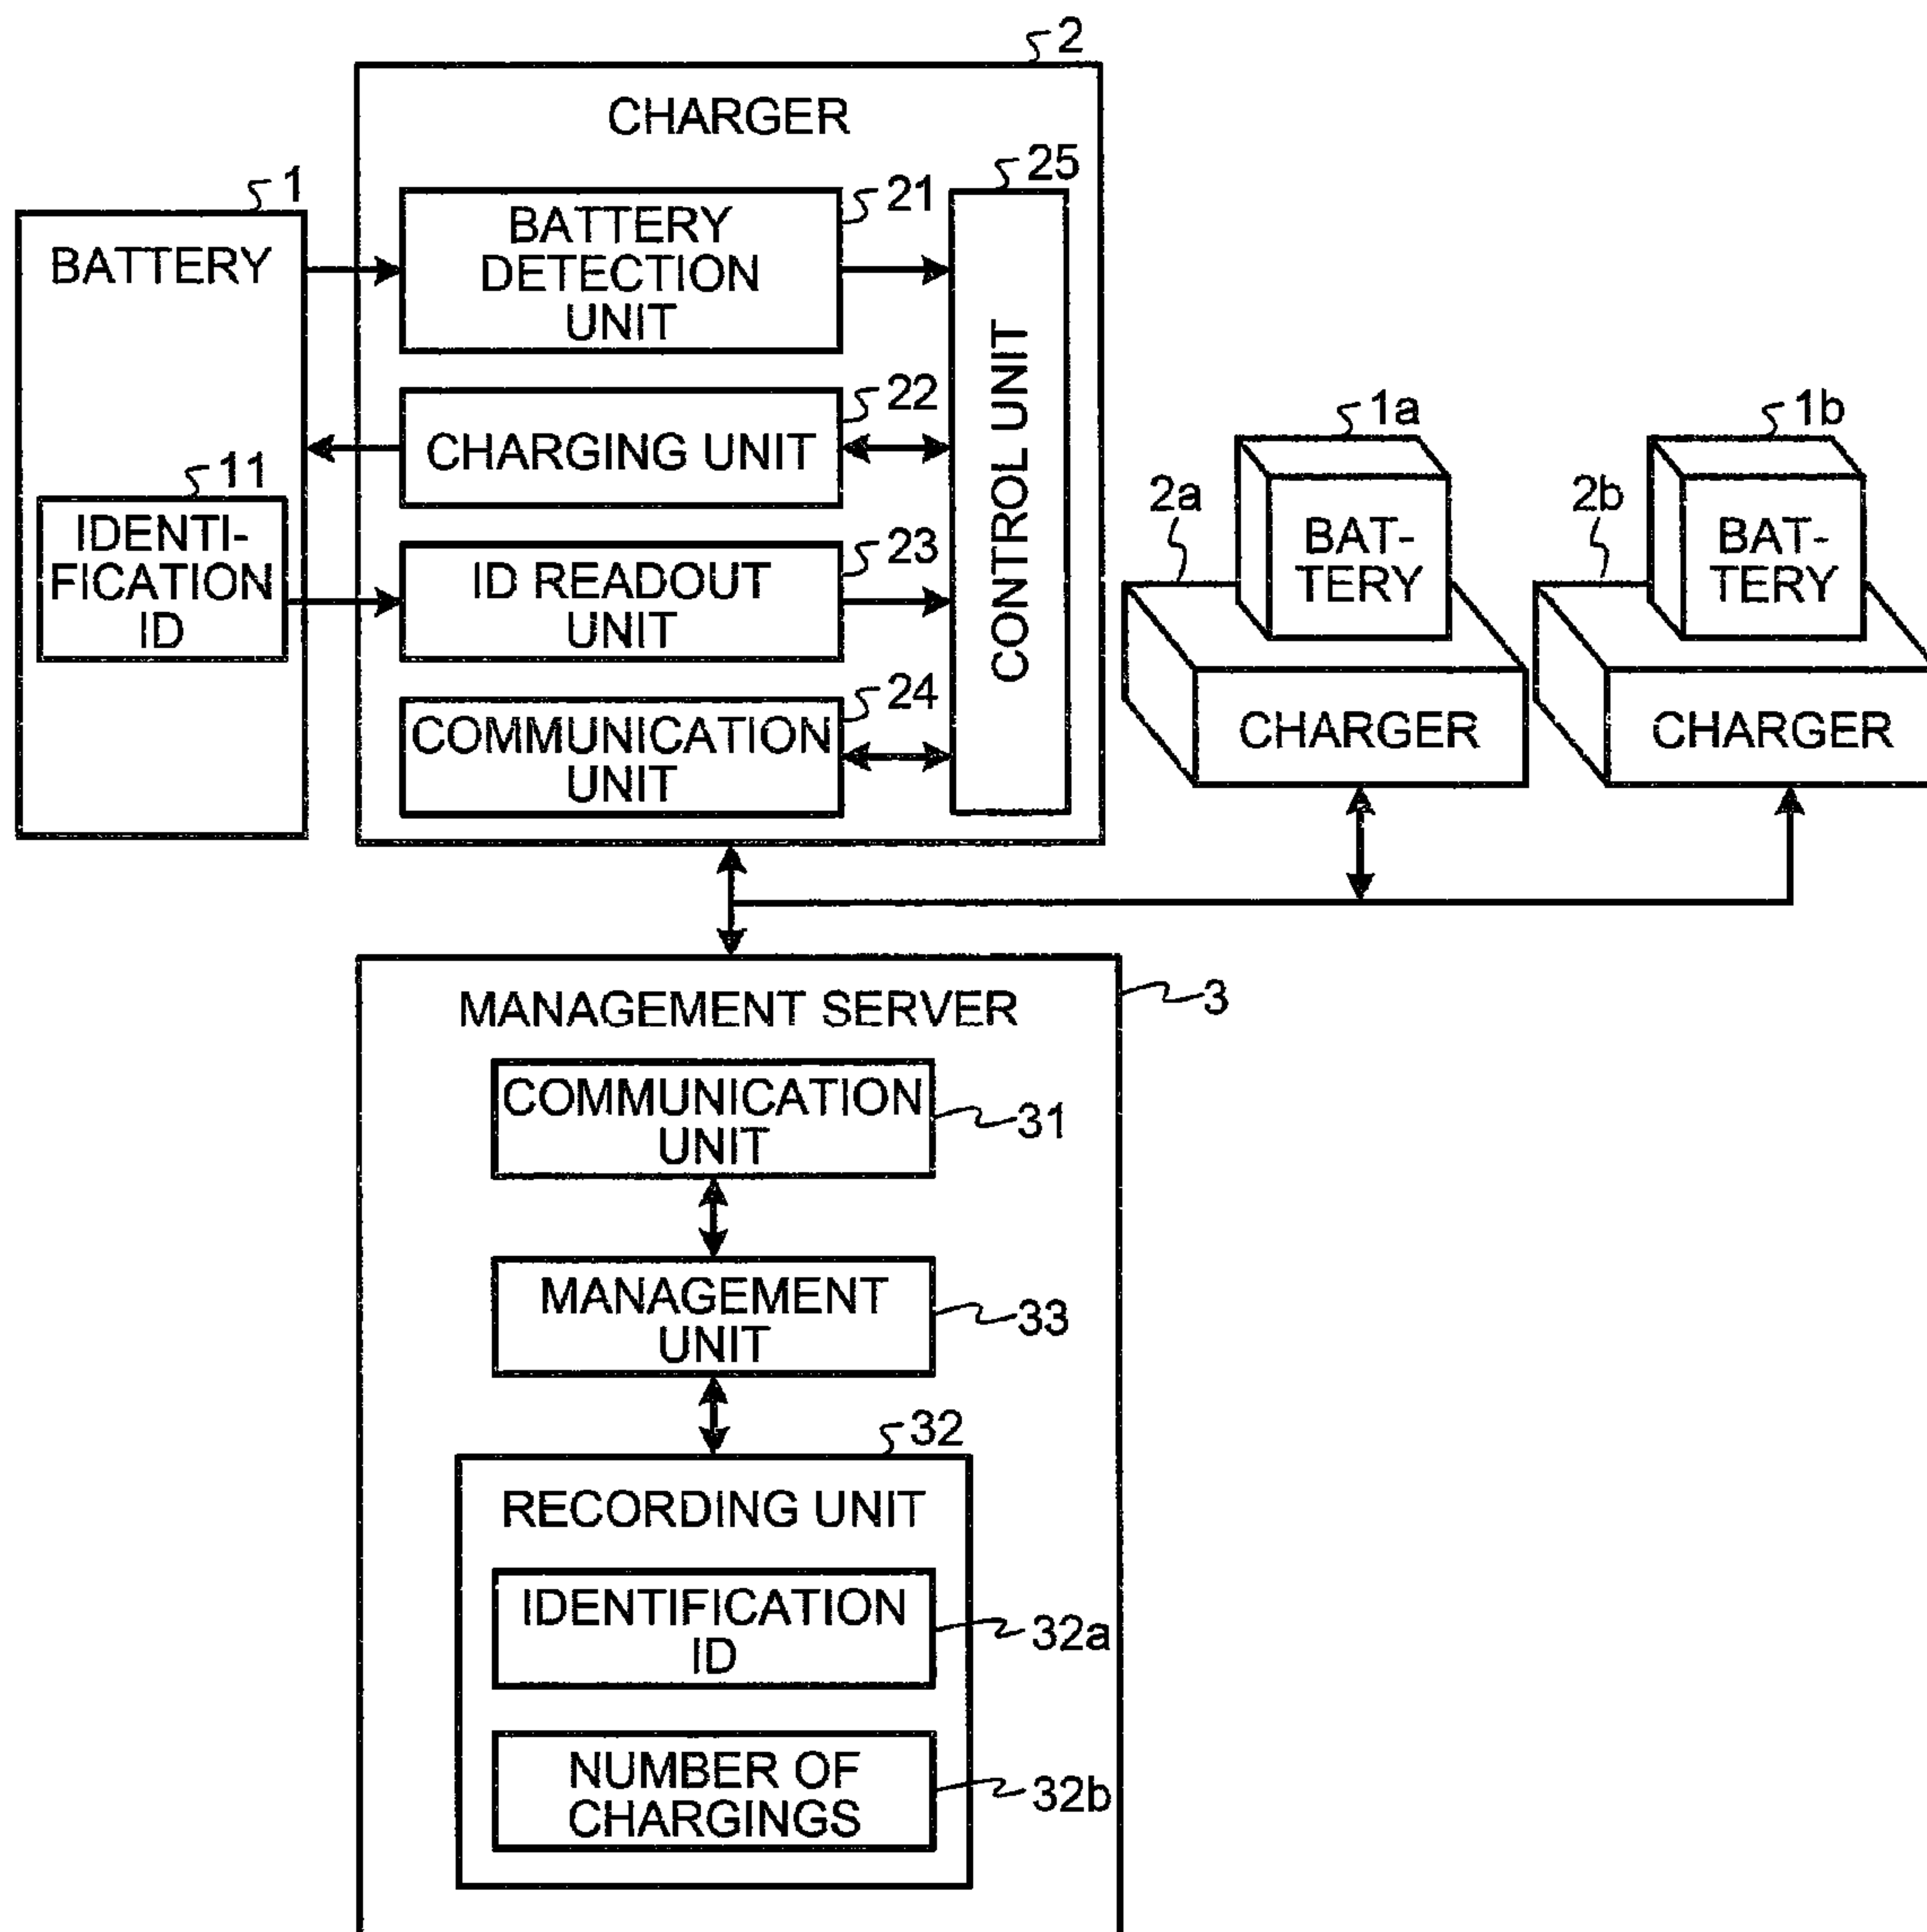 2
CHARGER
1
BATTERY
21
BATTERY
DETECTION
UNIT
25
CONTROL UNIT
22
CHARGING UNIT
11
IDENTI-
FICATION
ID
23
ID READOUT
UNIT
24
COMMUNICATION
UNIT
1a
BAT-
TERY
2a
CHARGER
1b
BAT-
TERY
2b
CHARGER
MANAGEMENT SERVER
3
COMMUNICATION
UNIT
31
MANAGEMENT
UNIT
33
32
RECORDING UNIT
IDENTIFICATION
ID
32a
NUMBER OF
CHARGINGS
32b